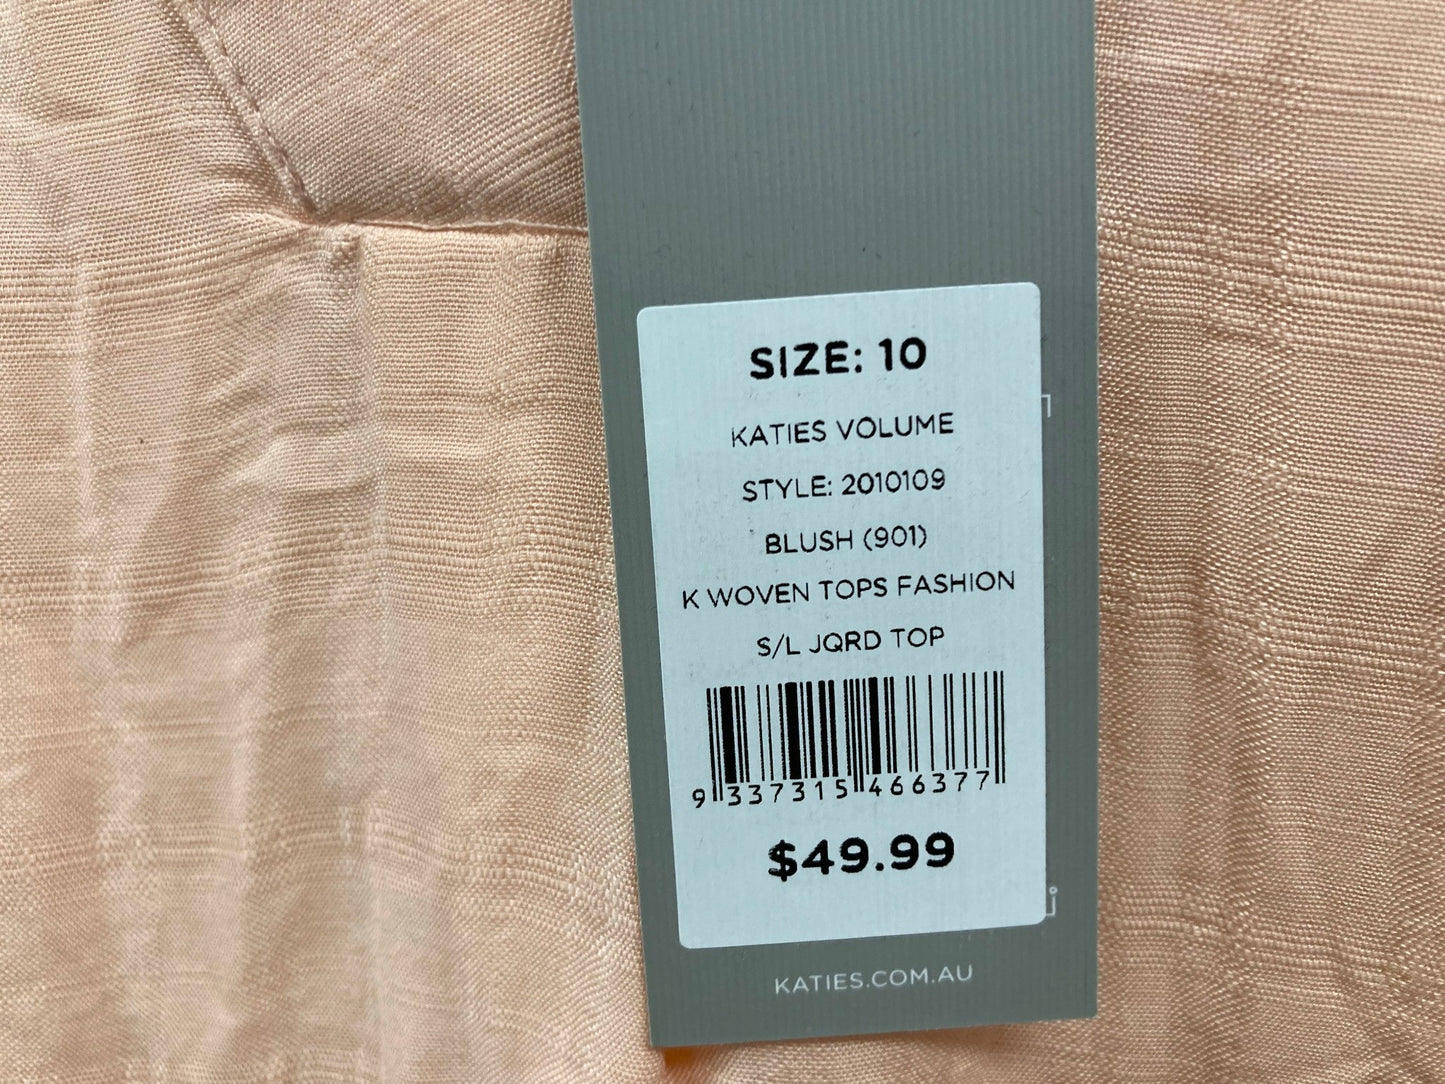 SIZE: 10
KATIES VOLUME
STYLE: 2010109
BLUSH (901)
K WOVEN TOPS FASHION
S/L JQRD TOP
9 337315 466377
$49.99
KATIES.COM.AU